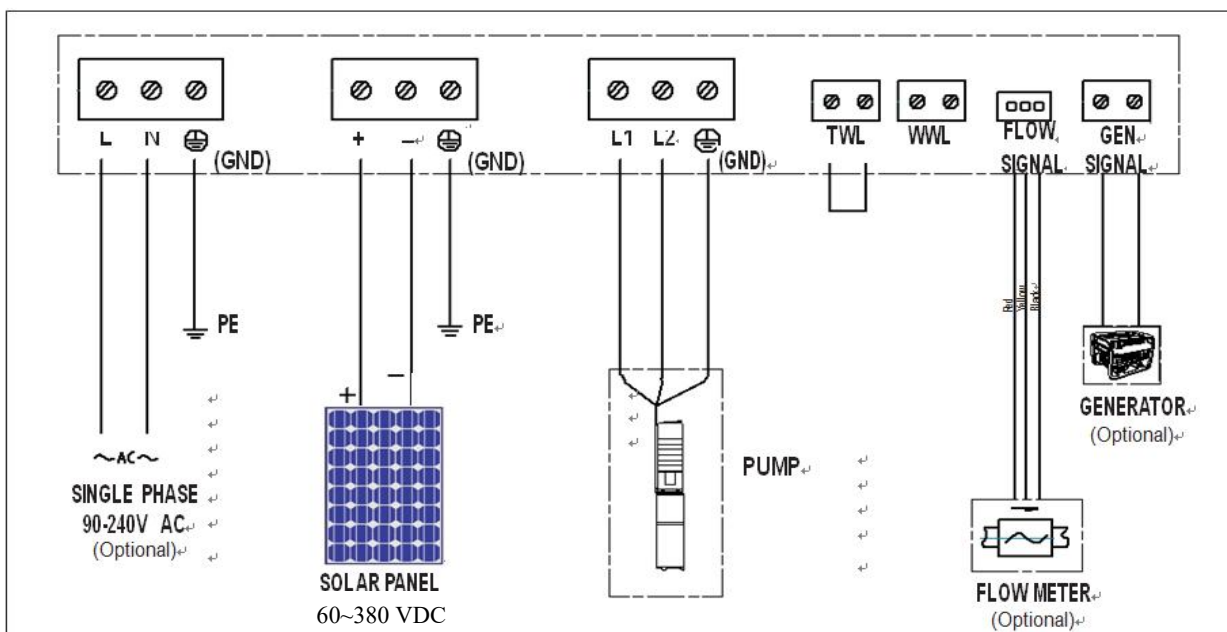 L N (GND)
+ − (GND)
L1 L2 (GND)
TWL
WWL
FLOW
SIGNAL
GEN
SIGNAL
PE
PE
Red
Yellow
Black
+ −
~AC~
SINGLE PHASE
90-240V AC
(Optional)
SOLAR PANEL
60~380 VDC
PUMP
GENERATOR
(Optional)
FLOW METER
(Optional)